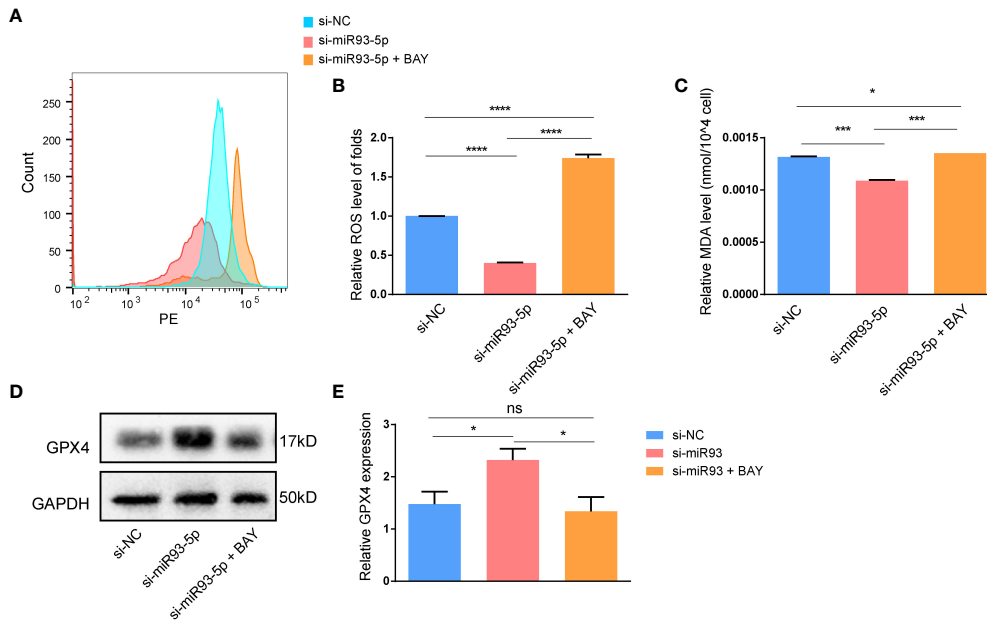 A
si-NC
si-miR93-5p
si-miR93-5p + BAY
Count
250
200
150
100
50
0
10^2
10^3
10^4
10^5
PE
B
****
****
****
Relative ROS level of folds
2.0
1.5
1.0
0.5
0.0
si-NC
si-miR93-5p
si-miR93-5p + BAY
C
*
***
***
Relative MDA level (nmol/10^4 cell)
0.0015
0.0010
0.0005
0.0000
si-NC
si-miR93-5p
si-miR93-5p + BAY
D
GPX4
17kD
GAPDH
50kD
si-NC
si-miR93-5p
si-miR93-5p + BAY
E
ns
*
*
Relative GPX4 expression
3
2
1
0
si-NC
si-miR93
si-miR93 + BAY